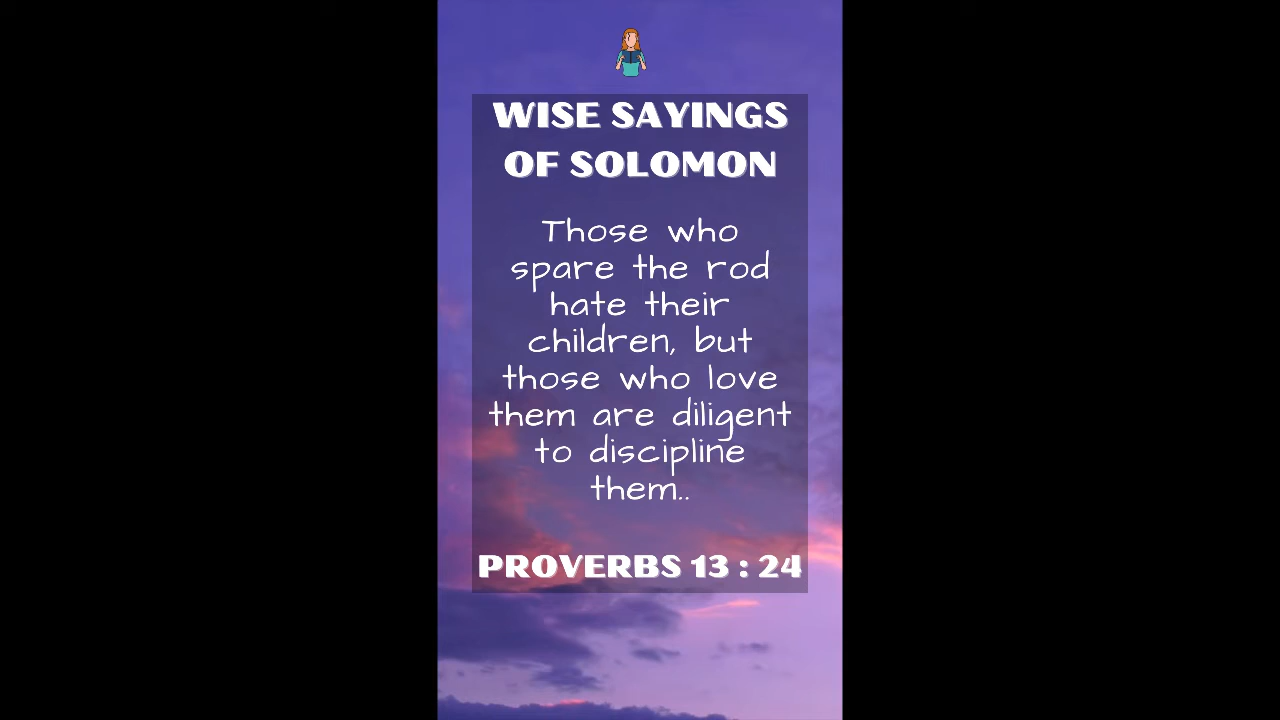 WISE SAYINGS
OF SOLOMON
Those who
spare the rod
hate their
children, but
those who love
them are diligent
to discipline
them..
PROVERBS 13 : 24